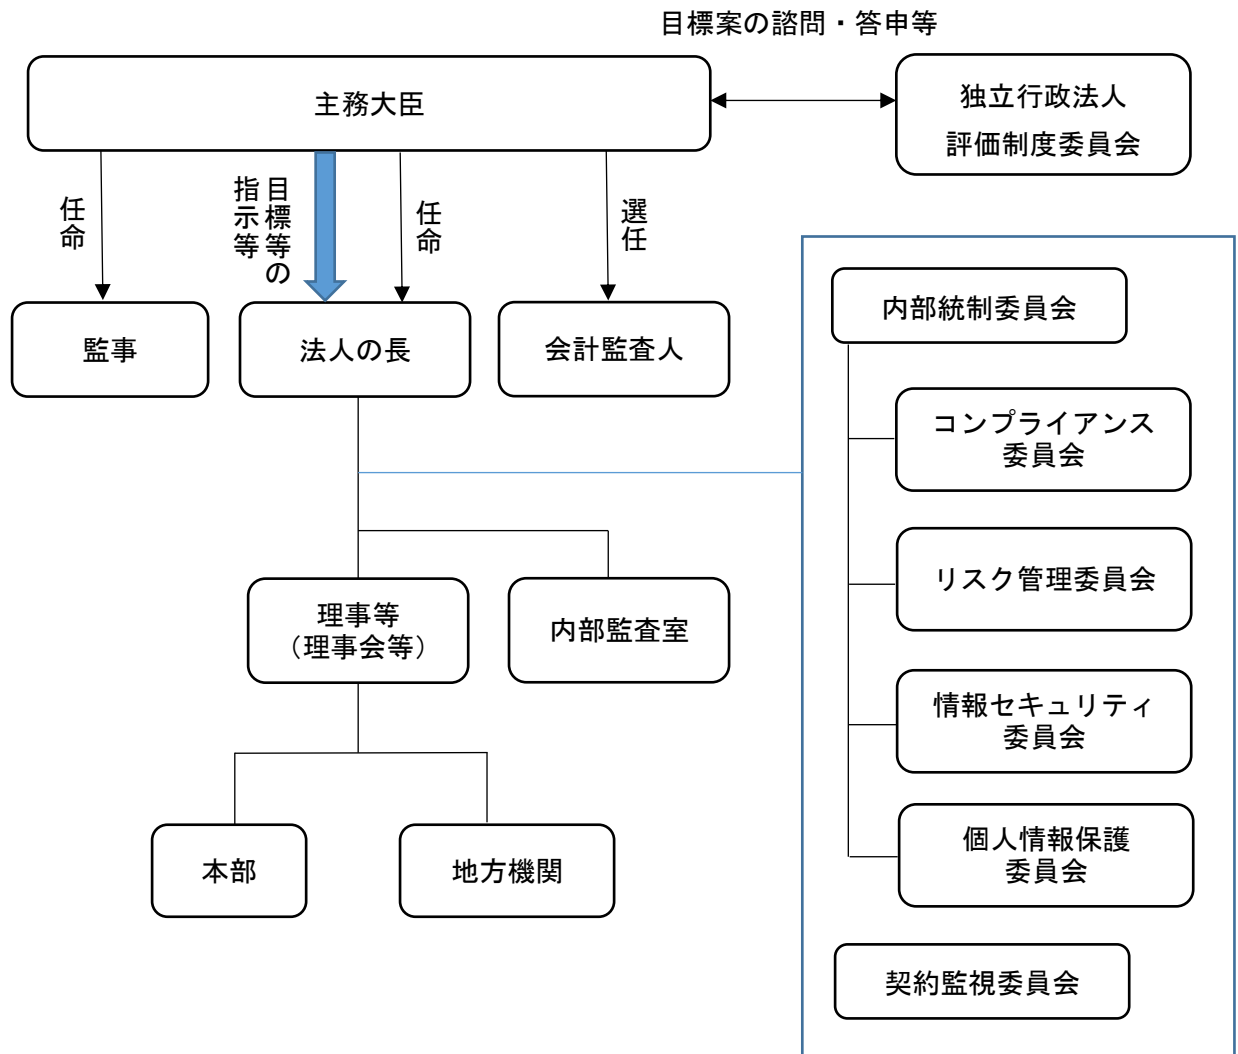 目標案の諮問・答申等
主務大臣
独立行政法人
評価制度委員会
任命
目標等の
指示等
任命
選任
監事
法人の長
会計監査人
内部統制委員会
コンプライアンス
委員会
リスク管理委員会
情報セキュリティ
委員会
個人情報保護
委員会
契約監視委員会
理事等
（理事会等）
内部監査室
本部
地方機関